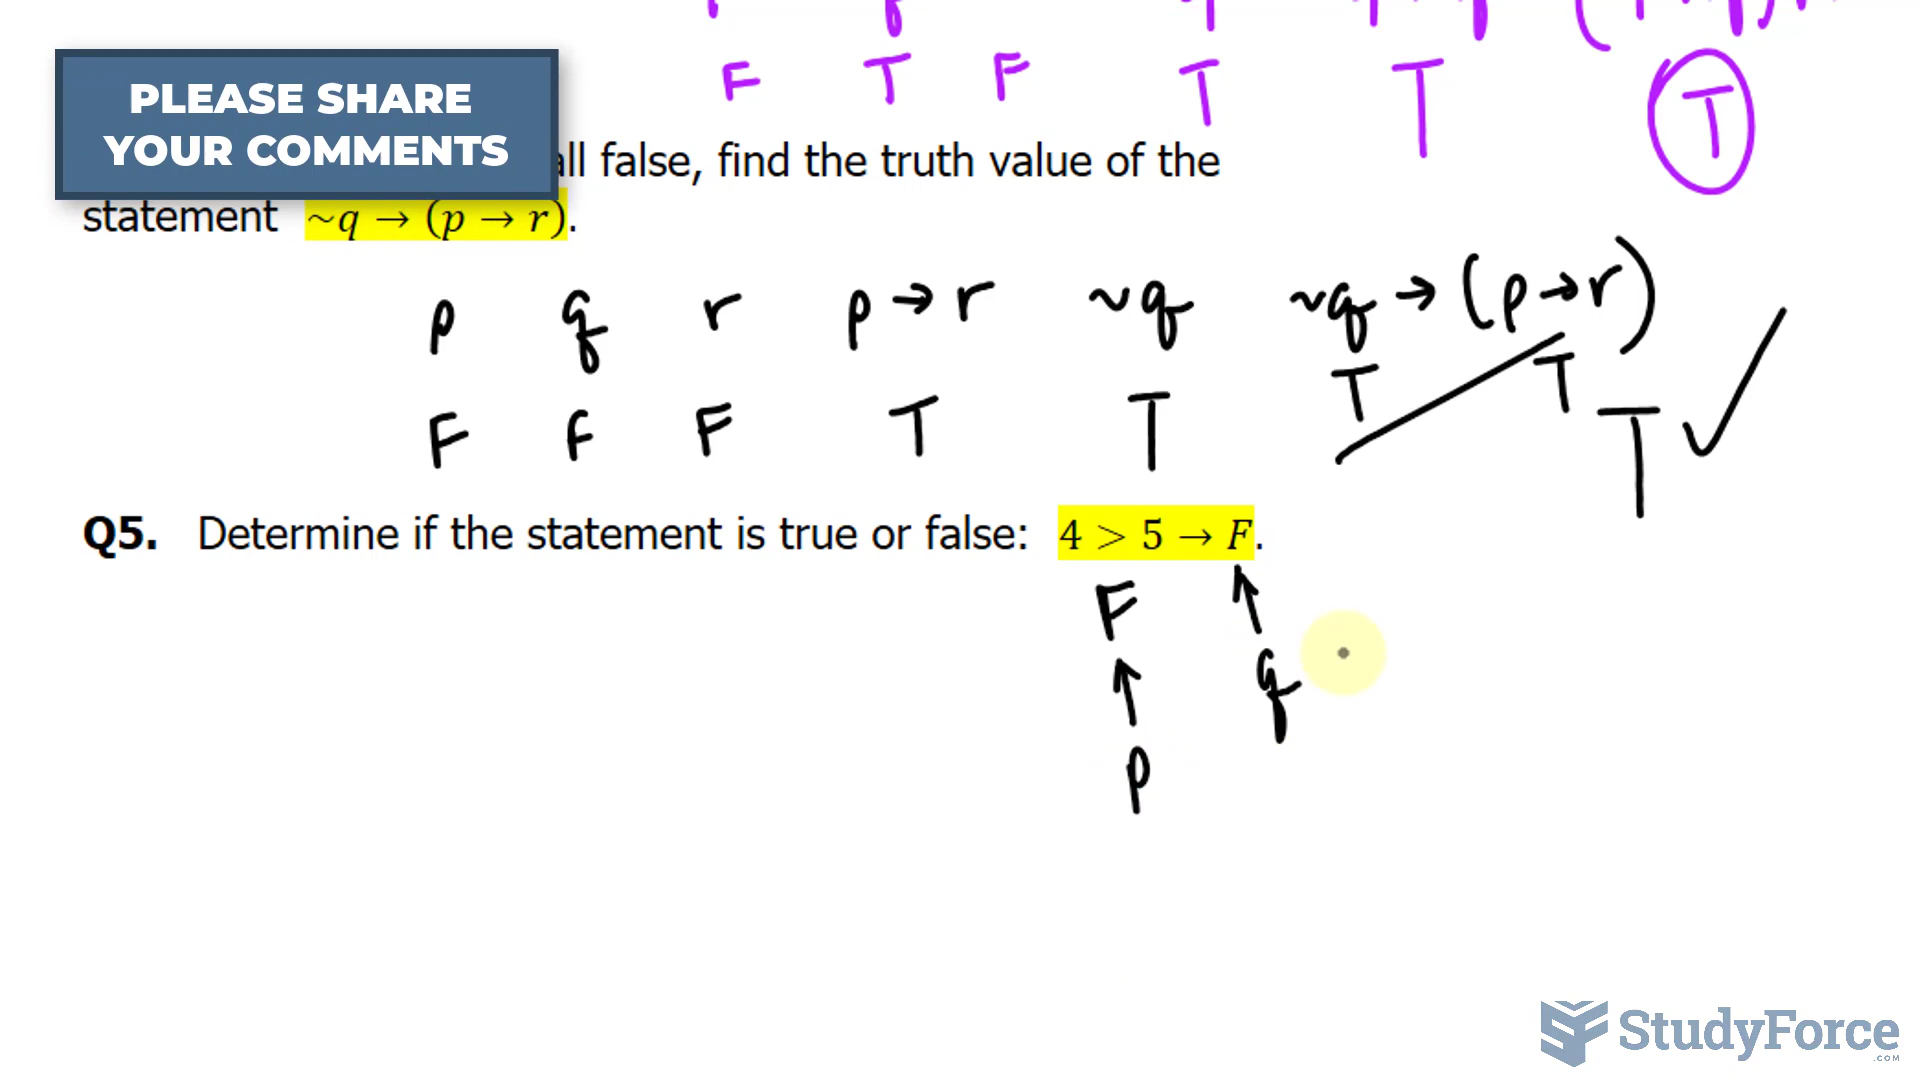 F T F T T T
PLEASE SHARE
YOUR COMMENTS
all false, find the truth value of the
statement ~q → (p → r).
p q r p → r ~q ~q → (p → r)
T T
F F F T T T ✓
Q5. Determine if the statement is true or false: 4 > 5 → F.
F
↑ ↑
p q
StudyForce
.COM